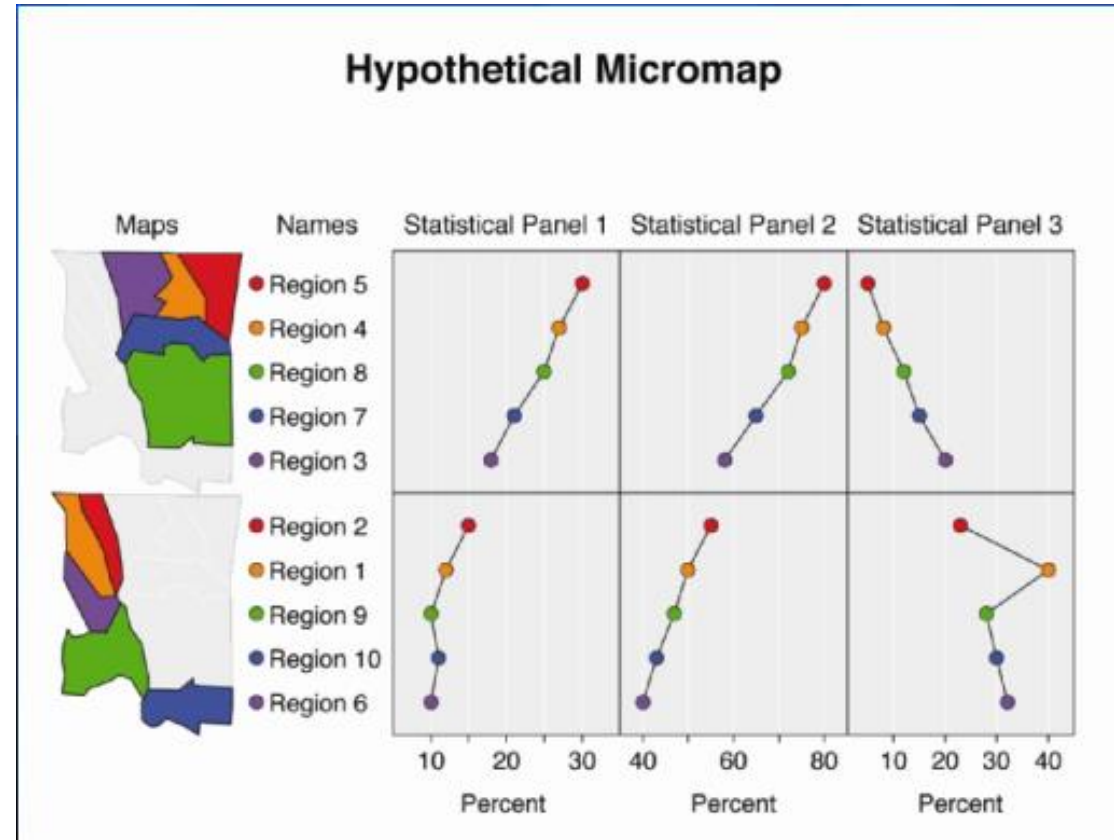 Hypothetical Micromap
Maps Names Statistical Panel 1 Statistical Panel 2 Statistical Panel 3
Region 5
Region 4
Region 8
Region 7
Region 3
Region 2
Region 1
Region 9
Region 10
Region 6
10 20 30 40 60 80 10 20 30 40
Percent Percent Percent